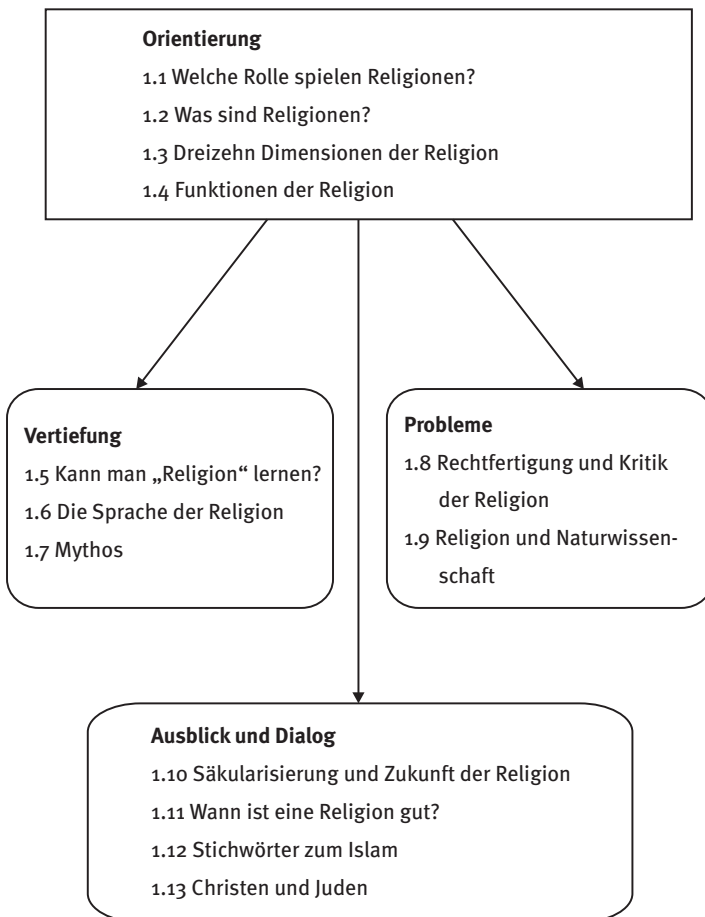 Orientierung
1.1 Welche Rolle spielen Religionen?
1.2 Was sind Religionen?
1.3 Dreizehn Dimensionen der Religion
1.4 Funktionen der Religion
Vertiefung
1.5 Kann man „Religion“ lernen?
1.6 Die Sprache der Religion
1.7 Mythos
Probleme
1.8 Rechtfertigung und Kritik
der Religion
1.9 Religion und Naturwissen-
schaft
Ausblick und Dialog
1.10 Säkularisierung und Zukunft der Religion
1.11 Wann ist eine Religion gut?
1.12 Stichwörter zum Islam
1.13 Christen und Juden